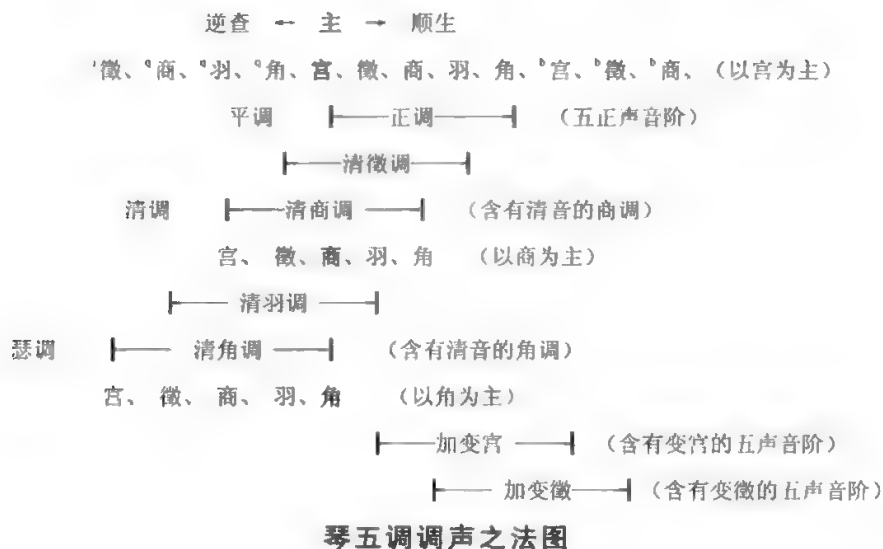 逆查 ← 主 → 顺生
♯徵、♯商、♯羽、♯角、宫、徵、商、羽、角、♭宫、♭徵、♭商、（以宫为主）
平调 正调 （五正声音阶）
清徵调
清调 清商调 （含有清音的商调）
宫、徵、商、羽、角 （以商为主）
清羽调
瑟调 清角调 （含有清音的角调）
宫、徵、商、羽、角 （以角为主）
加变宫 （含有变宫的五声音阶）
加变徵 （含有变徵的五声音阶）
琴五调调声之法图